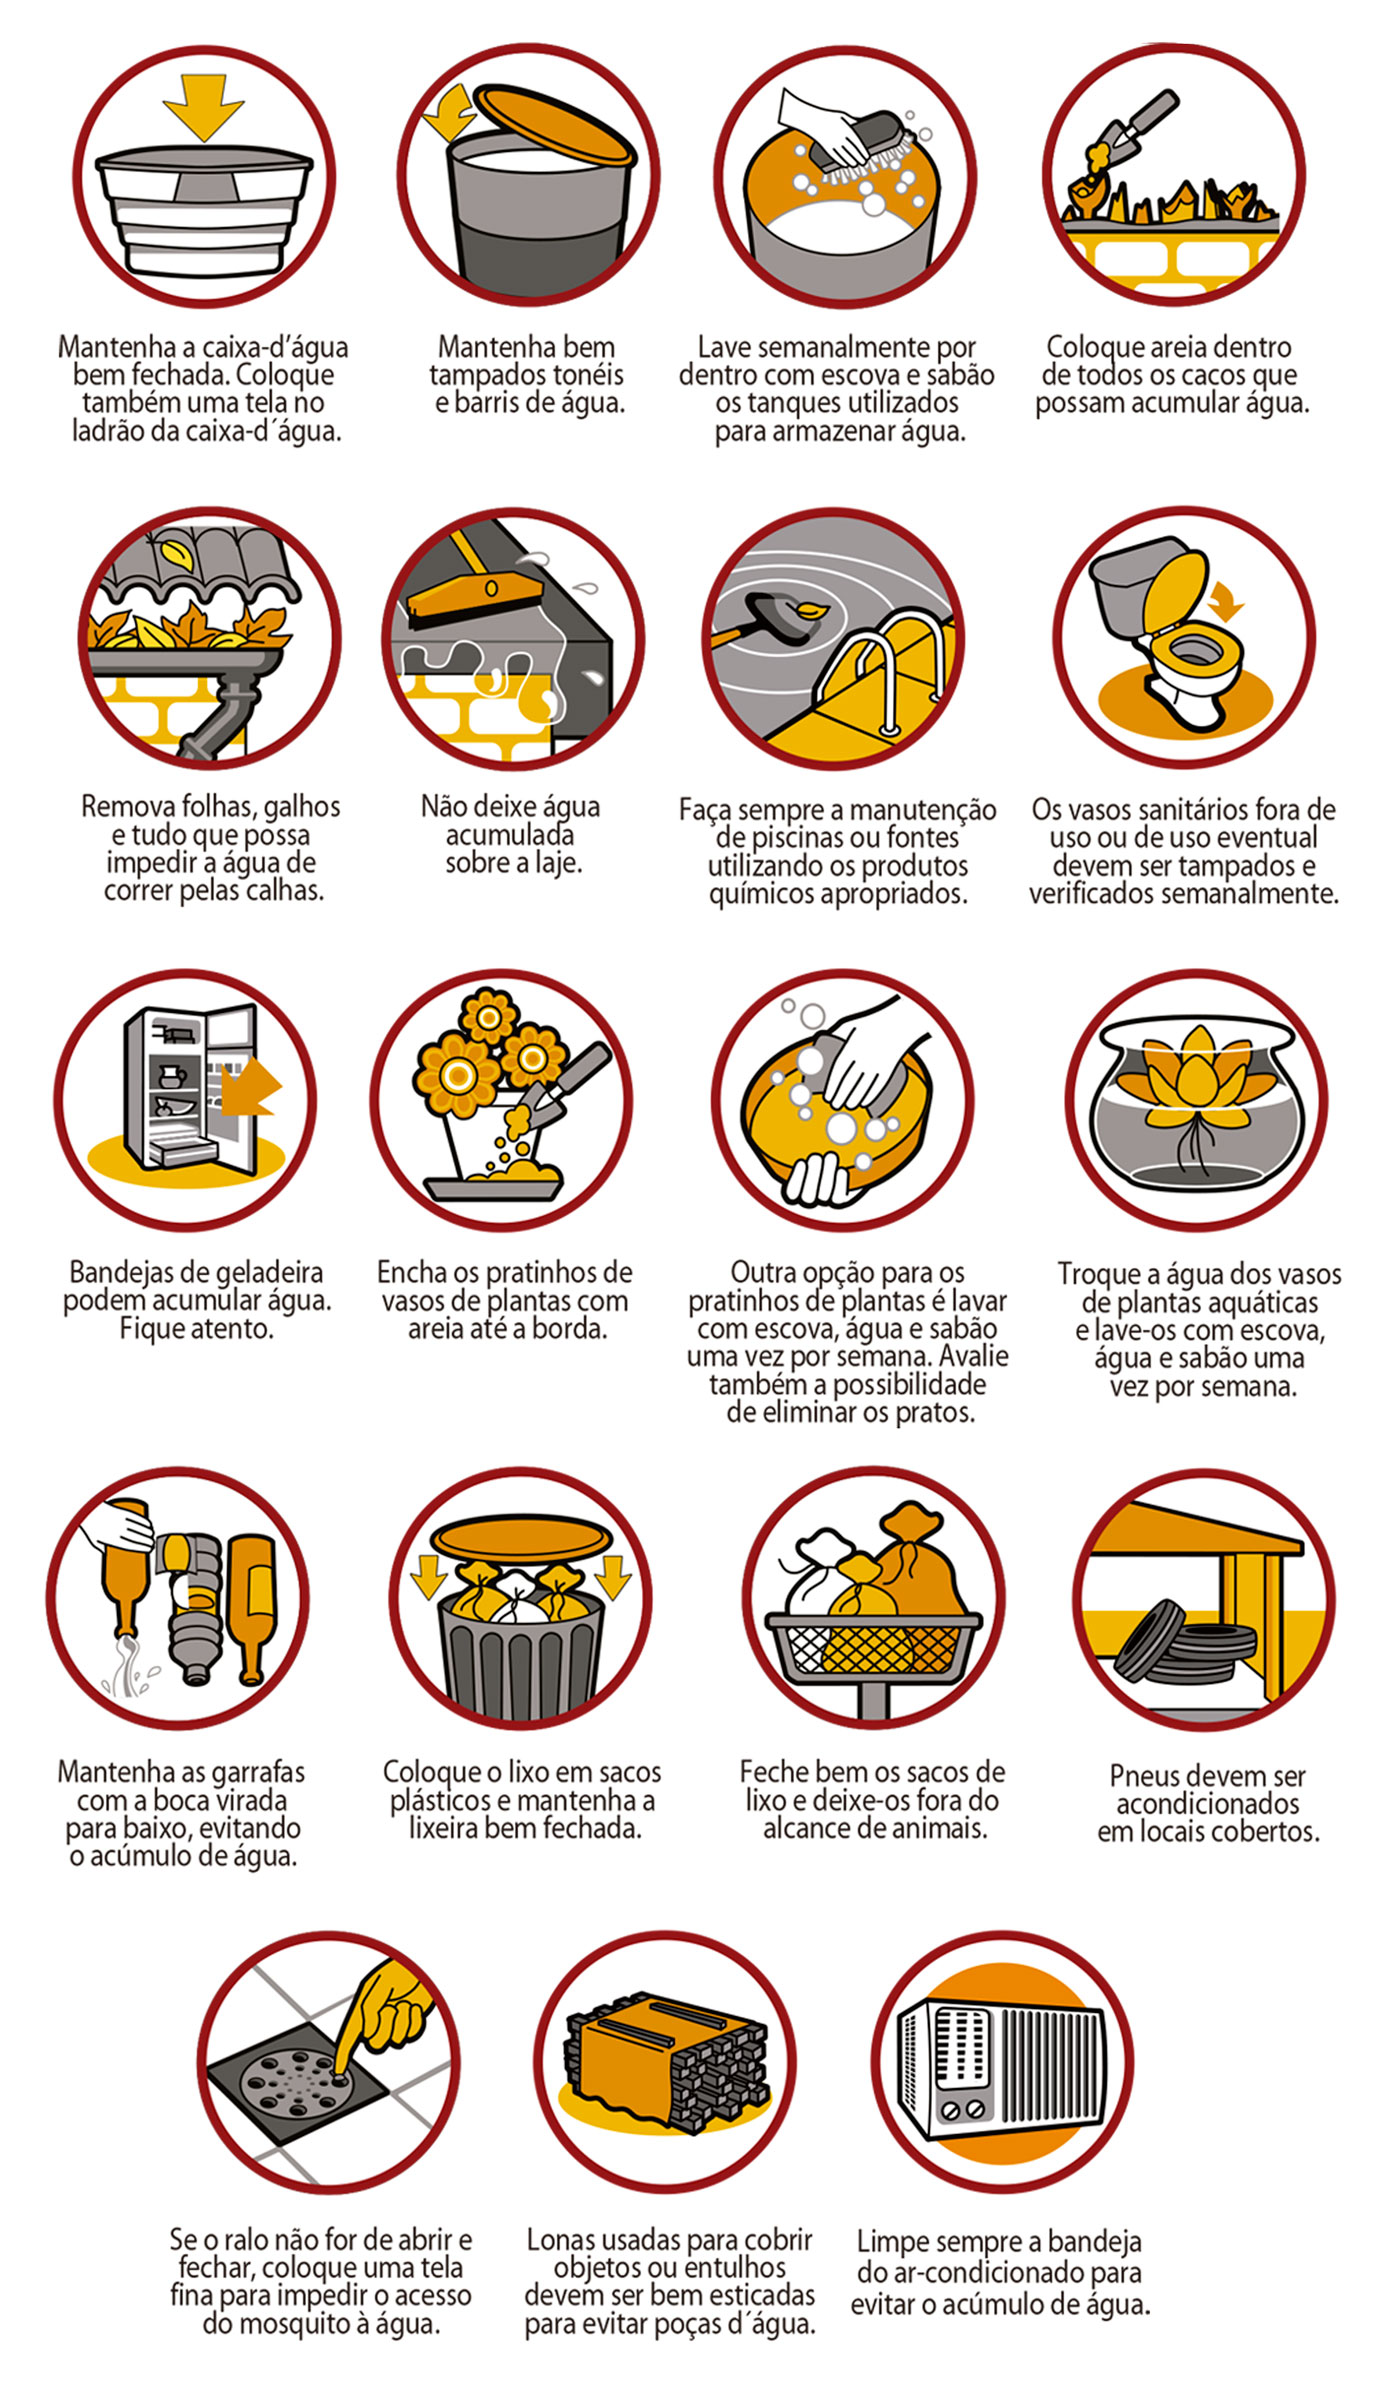 Mantenha a caixa-d'água
bem fechada. Coloque
também uma tela no
ladrão da caixa-d´água.
Mantenha bem
tampados tonéis
e barris de água.
Lave semanalmente por
dentro com escova e sabão
os tanques utilizados
para armazenar água.
Coloque areia dentro
de todos os cacos que
possam acumular água.
Remova folhas, galhos
e tudo que possa
impedir a água de
correr pelas calhas.
Não deixe água
acumulada
sobre a laje.
Faça sempre a manutenção
de piscinas ou fontes
utilizando os produtos
químicos apropriados.
Os vasos sanitários fora de
uso ou de uso eventual
devem ser tampados e
verificados semanalmente.
Bandejas de geladeira
podem acumular água.
Fique atento.
Encha os pratinhos de
vasos de plantas com
areia até a borda.
Outra opção para os
pratinhos de plantas é lavar
com escova, água e sabão
uma vez por semana. Avalie
também a possibilidade
de eliminar os pratos.
Troque a água dos vasos
de plantas aquáticas
e lave-os com escova,
água e sabão uma
vez por semana.
Mantenha as garrafas
com a boca virada
para baixo, evitando
o acúmulo de água.
Coloque o lixo em sacos
plásticos e mantenha a
lixeira bem fechada.
Feche bem os sacos de
lixo e deixe-os fora do
alcance de animais.
Pneus devem ser
acondicionados
em locais cobertos.
Se o ralo não for de abrir e
fechar, coloque uma tela
fina para impedir o acesso
do mosquito à água.
Lonas usadas para cobrir
objetos ou entulhos
devem ser bem esticadas
para evitar poças d´água.
Limpe sempre a bandeja
do ar-condicionado para
evitar o acúmulo de água.